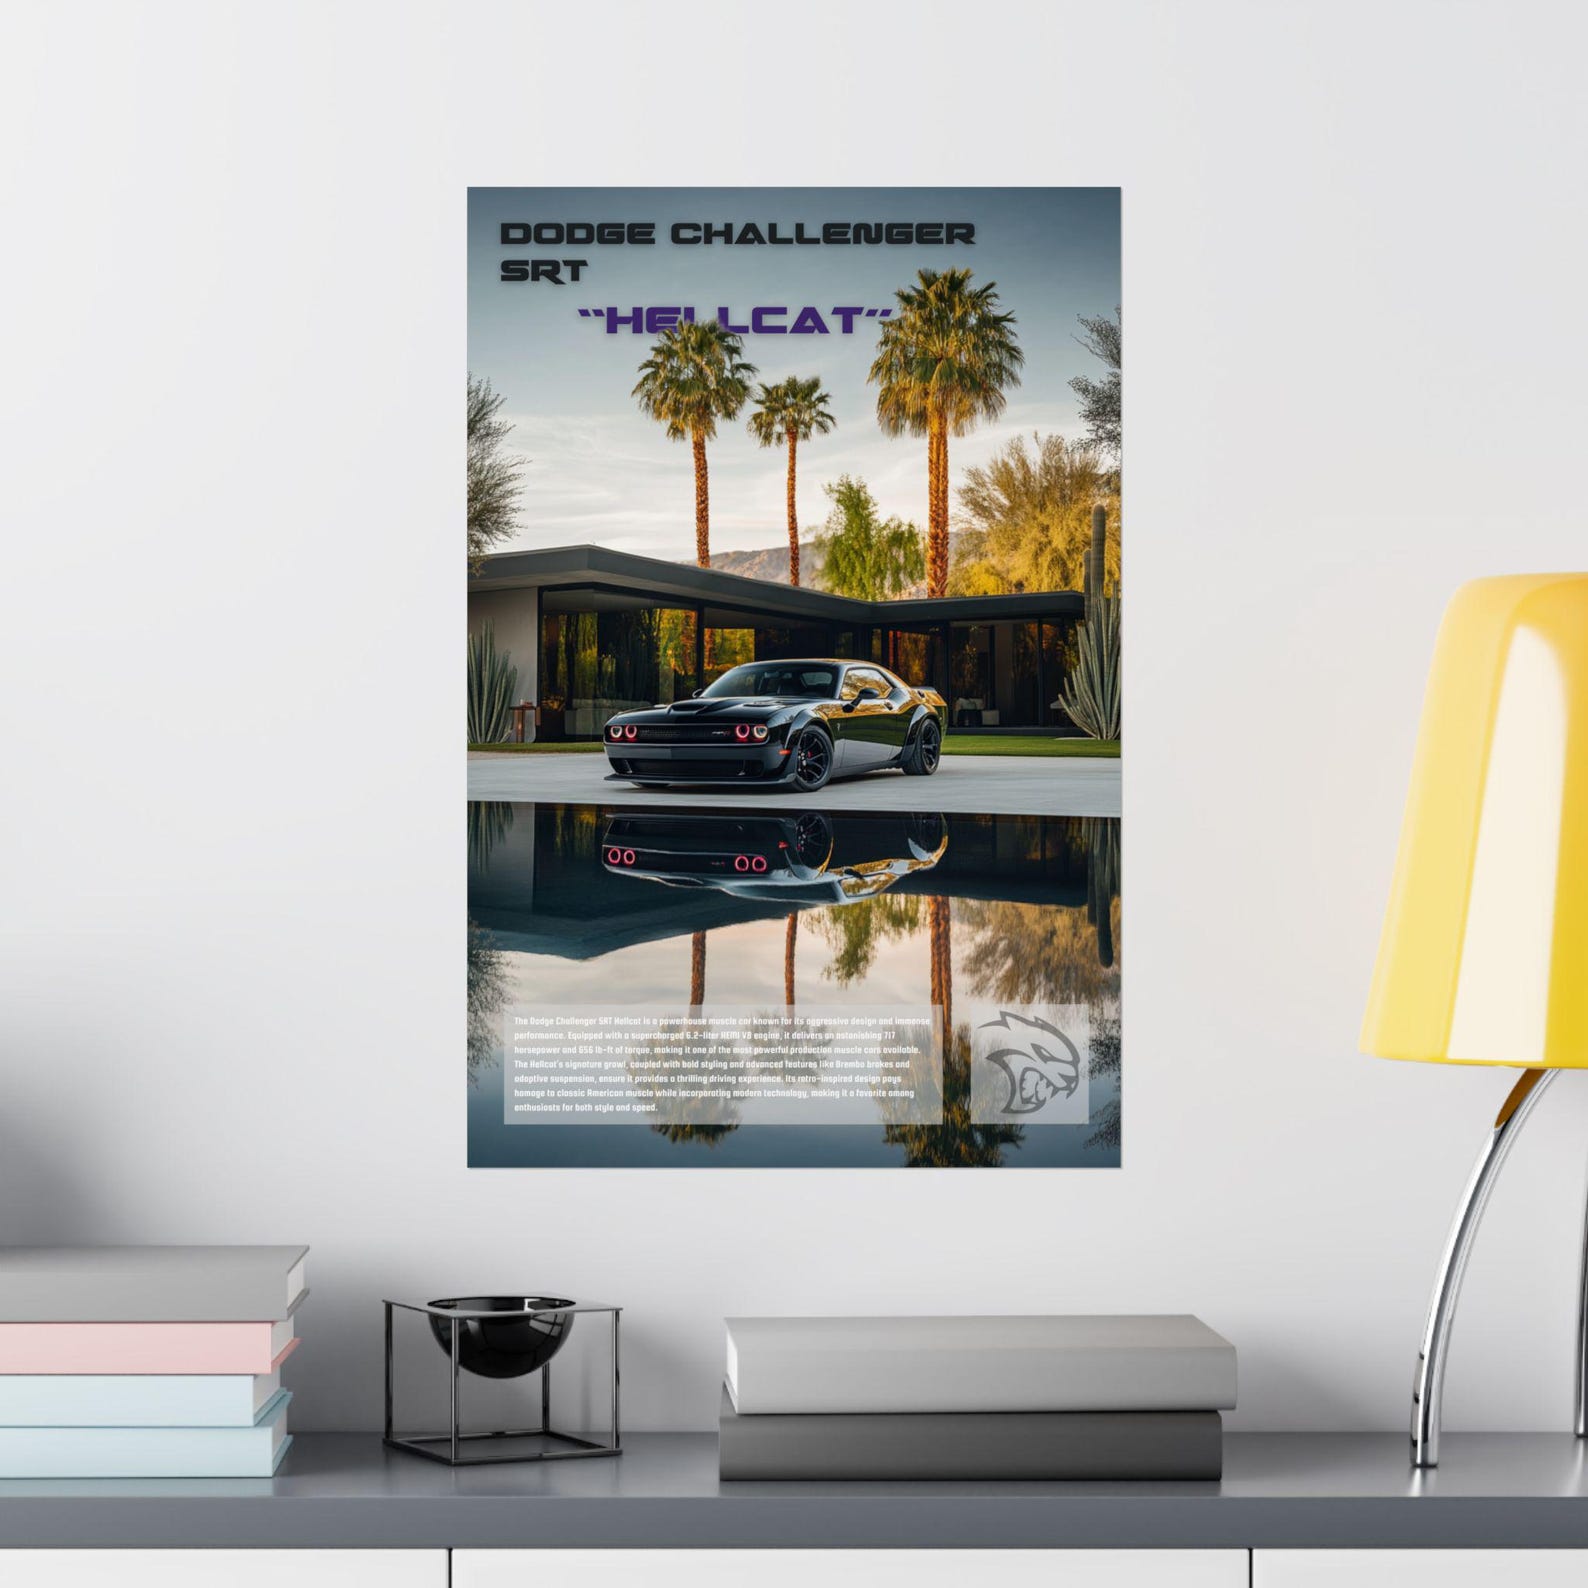 DODGE CHALLENGER
SRT
"HELLCAT"
The Dodge Challenger SRT Hellcat is a powerhouse muscle car known for its aggressive design and immense
performance. Equipped with a supercharged 6.2-liter HEMI V8 engine, it delivers an astonishing 717
horsepower and 656 lb-ft of torque, making it one of the most powerful production muscle cars available.
The Hellcat's signature growl, coupled with bold styling and advanced features like Brembo brakes and
adaptive suspension, ensure it provides a thrilling driving experience. Its retro-inspired design pays
homage to classic American muscle while incorporating modern technology, making it a favorite among
enthusiasts for both style and speed.